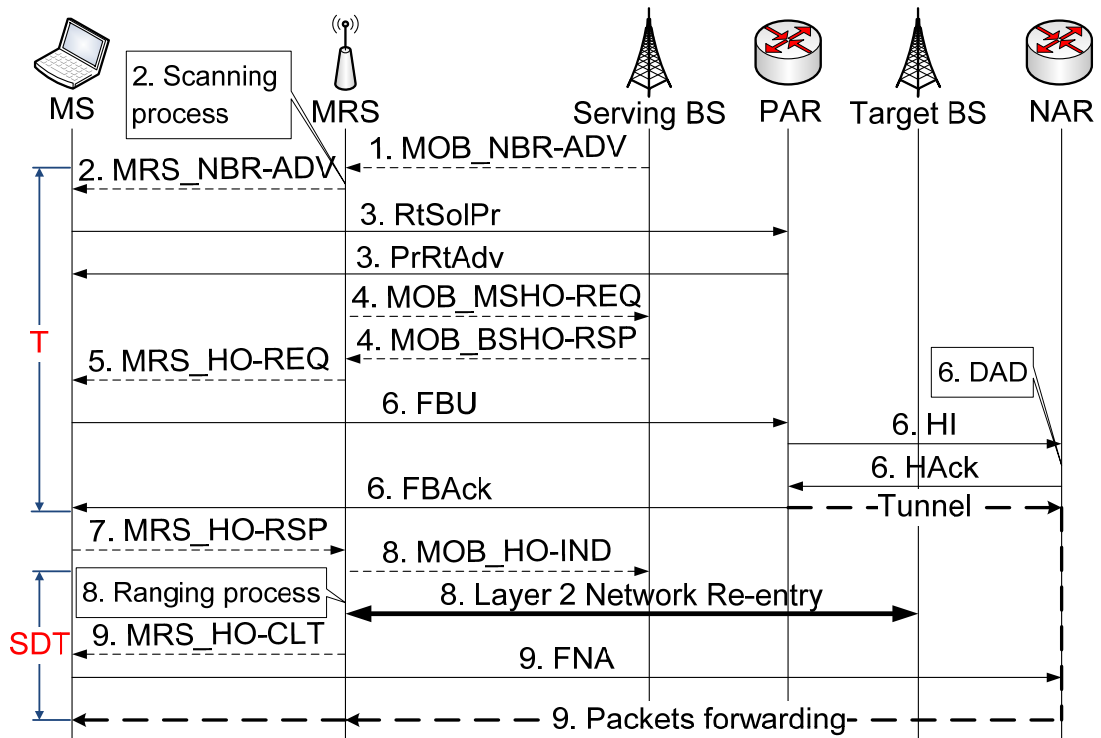 MS
MRS
Serving BS
PAR
Target BS
NAR
2. Scanning
process
1. MOB_NBR-ADV
2. MRS_NBR-ADV
3. RtSolPr
3. PrRtAdv
4. MOB_MSHO-REQ
4. MOB_BSHO-RSP
T
5. MRS_HO-REQ
6. DAD
6. FBU
6. HI
6. HAck
6. FBAck
Tunnel
7. MRS_HO-RSP
8. MOB_HO-IND
8. Ranging process
8. Layer 2 Network Re-entry
SDT
9. MRS_HO-CLT
9. FNA
9. Packets forwarding